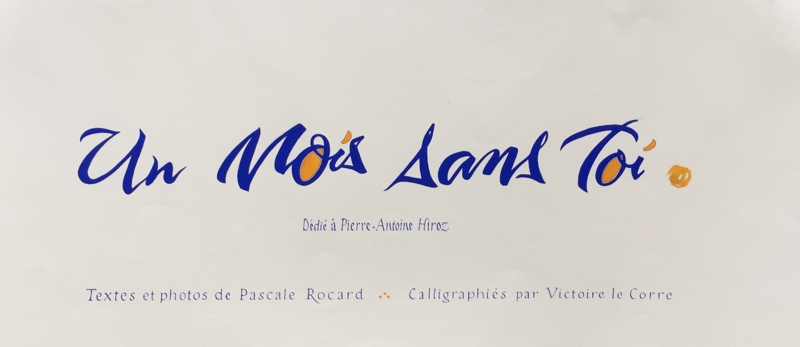 Un Mois Sans Toi.
Dédié à Pierre-Antoine Hiroz
Textes et photos de Pascale Rocard ∴ Calligraphiés par Victoire le Corre